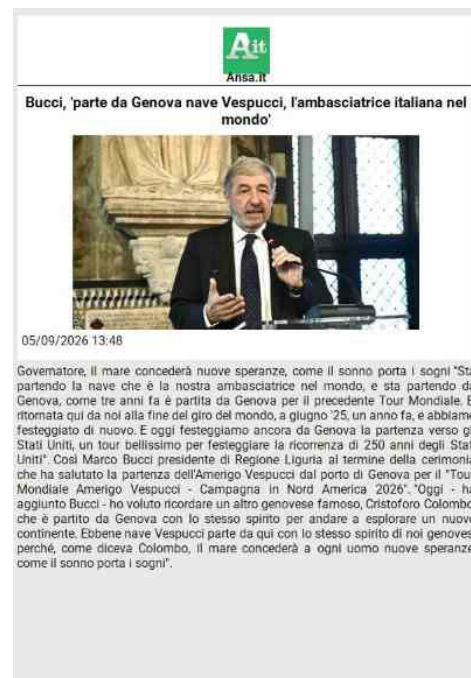 Ait
Ansa.it
Bucci, 'parte da Genova nave Vespucci, l'ambasciatrice italiana nel
mondo'
05/09/2026 13:48
Governatore, il mare concederà nuove speranze, come il sonno porta i sogni "Sta
partendo la nave che è la nostra ambasciatrice nel mondo, e sta partendo da
Genova, come tre anni fa è partita da Genova per il precedente Tour Mondiale. E
ritornata qui da noi alla fine del giro del mondo, a giugno '25, un anno fa, e abbiamo
festeggiato di nuovo. E oggi festeggiamo ancora da Genova la partenza verso gl
Stati Uniti, un tour bellissimo per festeggiare la ricorrenza di 250 anni degli Stat
Uniti". Così Marco Bucci presidente di Regione Liguria al termine della cerimonia
che ha salutato la partenza dell'Amerigo Vespucci dal porto di Genova per il "Tour
Mondiale Amerigo Vespucci - Campagna in Nord America 2026". "Oggi - ha
aggiunto Bucci - ho voluto ricordare un altro genovese famoso, Cristoforo Colombo
che è partito da Genova con lo stesso spirito per andare a esplorare un nuovo
continente. Ebbene nave Vespucci parte da qui con lo stesso spirito di noi genoves
perché, come diceva Colombo, il mare concederà a ogni uomo nuove speranze
come il sonno porta i sogni".